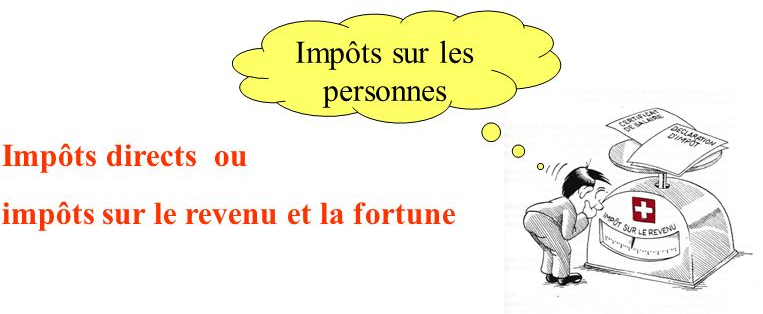 Impôts sur les
personnes
CERTIFICAT
DE SALAIRE
DÉCLARATION
D'IMPÔT
Impôts directs ou
impôts sur le revenu et la fortune
IMPÔT SUR LE REVENU